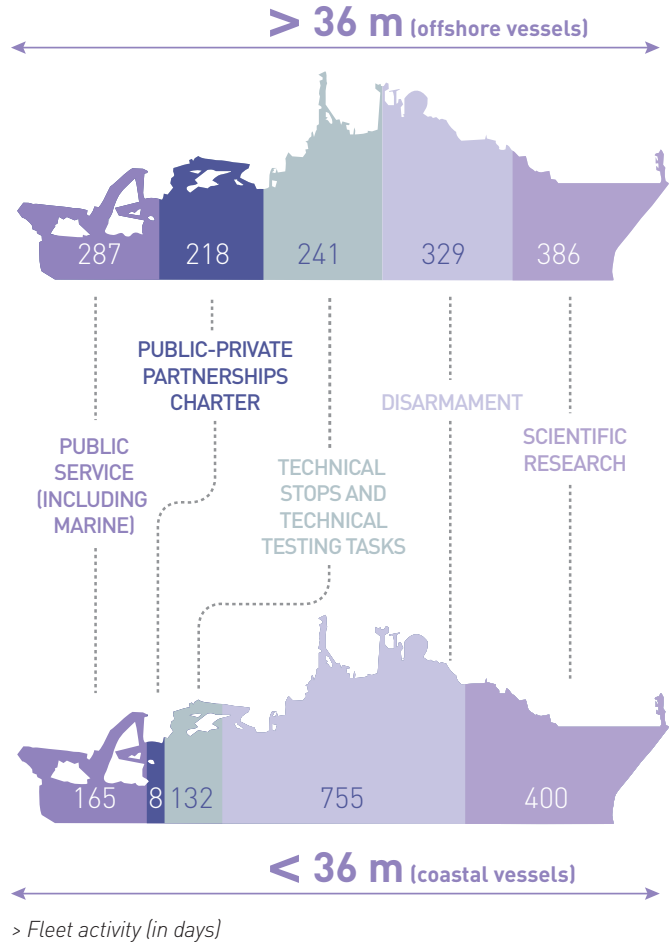 > 36 m (offshore vessels)
287 218 241 329 386
PUBLIC-PRIVATE
PARTNERSHIPS
CHARTER
DISARMAMENT
PUBLIC
SERVICE
(INCLUDING
MARINE)
TECHNICAL
STOPS AND
TECHNICAL
TESTING TASKS
SCIENTIFIC
RESEARCH
165 8 132 755 400
< 36 m (coastal vessels)
> Fleet activity (in days)